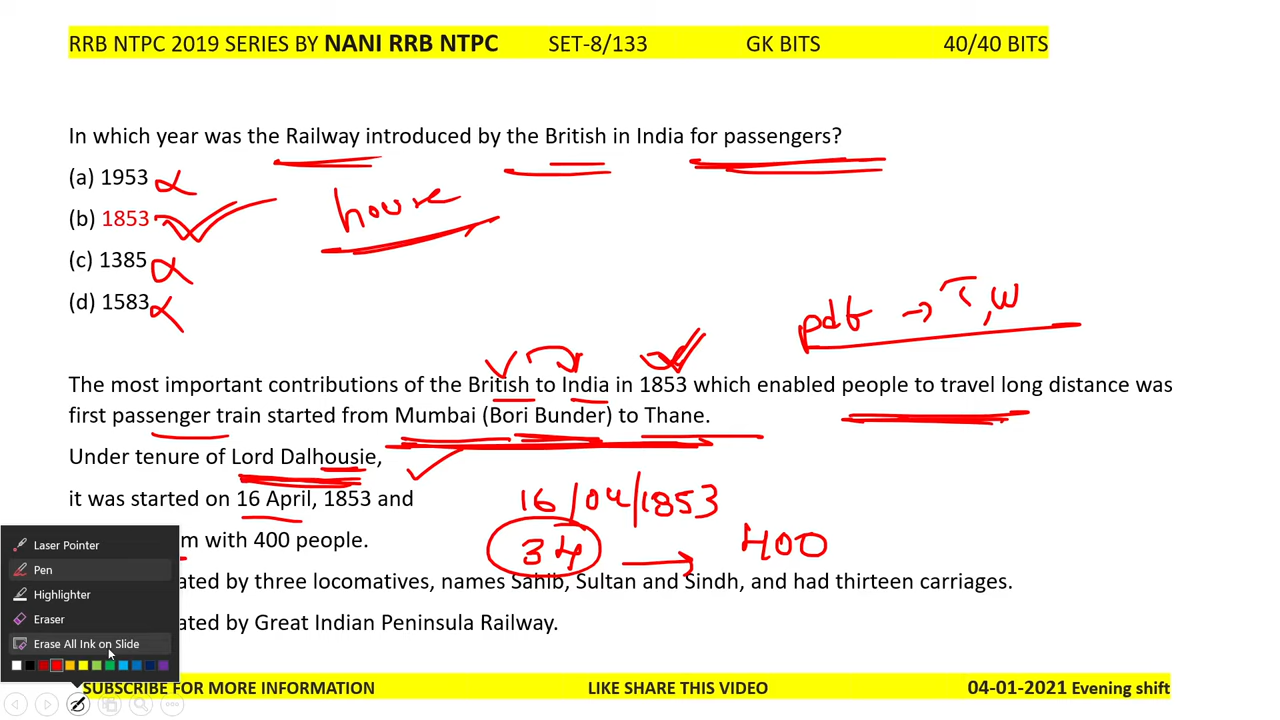 RRB NTPC 2019 SERIES BY NANI RRB NTPC SET-8/133 GK BITS 40/40 BITS
In which year was the Railway introduced by the British in India for passengers?
(a) 1953
(b) 1853
house
(c) 1385
(d) 1583
pdf → T, W
The most important contributions of the British to India in 1853 which enabled people to travel long distance was
first passenger train started from Mumbai (Bori Bunder) to Thane.
Under tenure of Lord Dalhousie,
it was started on 16 April, 1853 and
16/04/1853
m with 400 people.
34 → 400
ated by three locomatives, names Sahib, Sultan and Sindh, and had thirteen carriages.
ated by Great Indian Peninsula Railway.
Laser Pointer
Pen
Highlighter
Eraser
Erase All Ink on Slide
SUBSCRIBE FOR MORE INFORMATION LIKE SHARE THIS VIDEO 04-01-2021 Evening shift